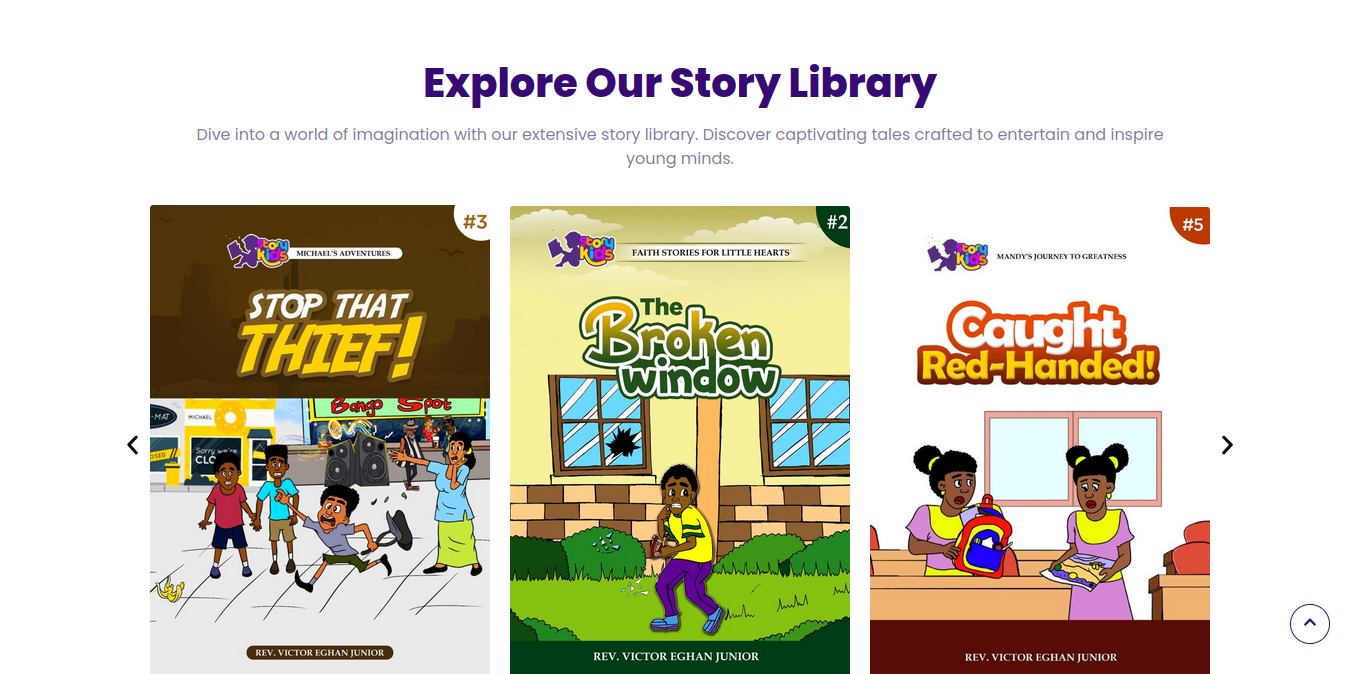 Explore Our Story Library
Dive into a world of imagination with our extensive story library. Discover captivating tales crafted to entertain and inspire
young minds.
#3
story
kids
MICHAEL'S ADVENTURES
STOP THAT
THIEF!
Bango Spot
-MAT
MICHAEL
OSED
Sorry we're
CLO
REV. VICTOR EGHAN JUNIOR
#2
story
kids
FAITH STORIES FOR LITTLE HEARTS
The
Broken
window
REV. VICTOR EGHAN JUNIOR
#5
story
kids
MANDY'S JOURNEY TO GREATNESS
Caught
Red-Handed!
REV. VICTOR EGHAN JUNIOR